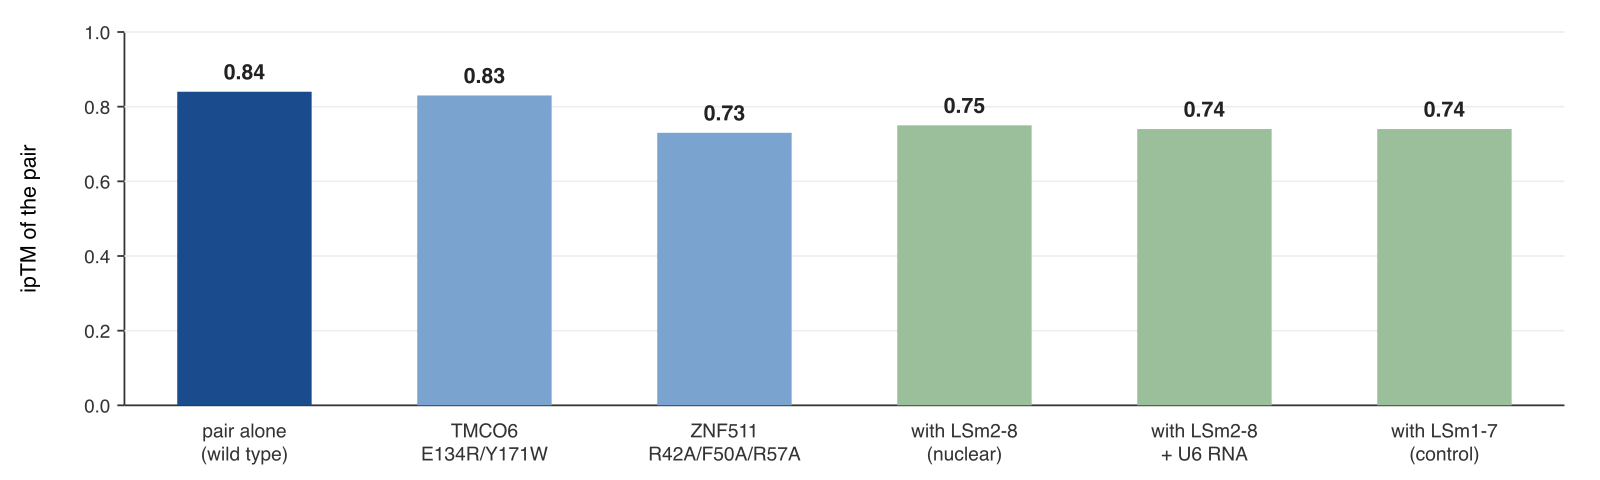 ipTM of the pair
1.0
0.8
0.6
0.4
0.2
0.0
0.84
0.83
0.73
0.75
0.74
0.74
pair alone
(wild type)
TMCO6
E134R/Y171W
ZNF511
R42A/F50A/R57A
with LSm2-8
(nuclear)
with LSm2-8
+ U6 RNA
with LSm1-7
(control)